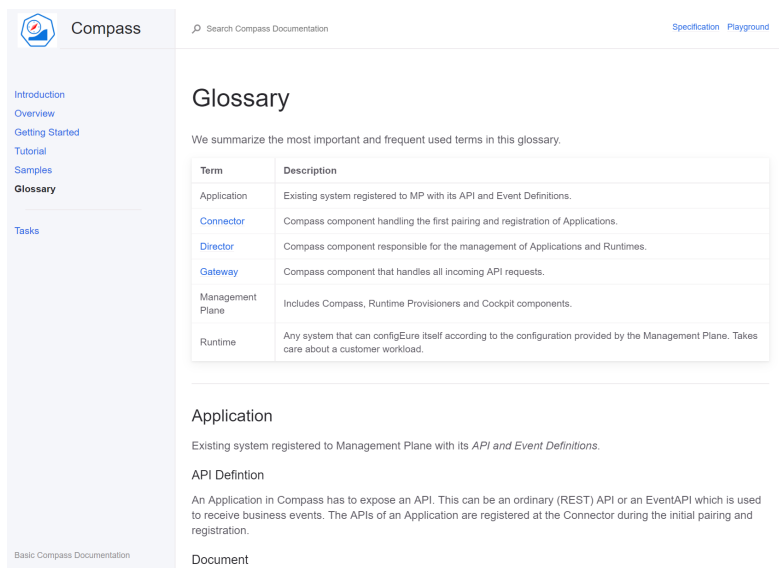 Compass
Search Compass Documentation
Specification Playground
Introduction
Overview
Getting Started
Tutorial
Samples
Glossary
Tasks
Basic Compass Documentation
Glossary
We summarize the most important and frequent used terms in this glossary.
Term Description
Application Existing system registered to MP with its API and Event Definitions.
Connector Compass component handling the first pairing and registration of Applications.
Director Compass component responsible for the management of Applications and Runtimes.
Gateway Compass component that handles all incoming API requests.
Management
Plane
Includes Compass, Runtime Provisioners and Cockpit components.
Runtime
Any system that can configEure itself according to the configuration provided by the Management Plane. Takes
care about a customer workload.
Application
Existing system registered to Management Plane with its API and Event Definitions.
API Defintion
An Application in Compass has to expose an API. This can be an ordinary (REST) API or an EventAPI which is used
to receive business events. The APIs of an Application are registered at the Connector during the initial pairing and
registration.
Document